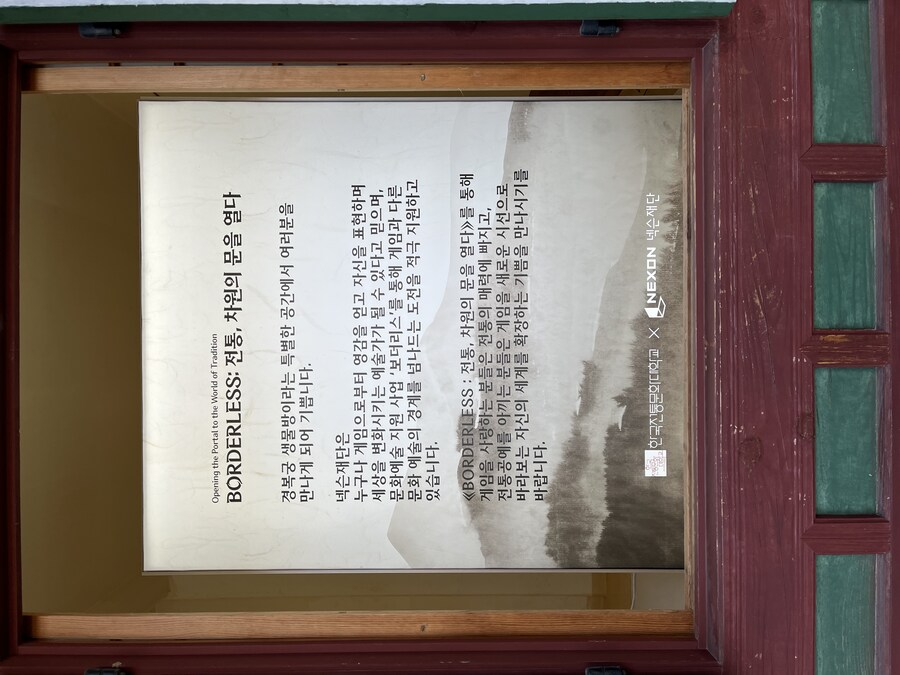 Opening the Portal to the World of Tradition
BORDERLESS: 전통, 차원의 문을 열다
경복궁 생물방이라는 특별한 공간에서 여러분을
만나게 되어 기쁩니다.
넥슨재단은
누구나 게임으로부터 영감을 얻고 자신을 표현하며
세상을 변화시키는 예술가가 될 수 있다고 믿으며,
문화예술 지원 사업 '보더리스'를 통해 게임과 다른
문화 예술의 경계를 넘나드는 도전을 적극 지원하고
있습니다.
《BORDERLESS : 전통, 차원의 문을 열다》를 통해
게임을 사랑하는 분들은 전통의 매력에 빠지고,
전통공예를 아끼는 분들은 게임을 새로운 시선으로
바라보는 자신의 세계를 확장하는 기쁨을 만나시기를
바랍니다.
한국전통문화대학교 × NEXON 넥슨재단